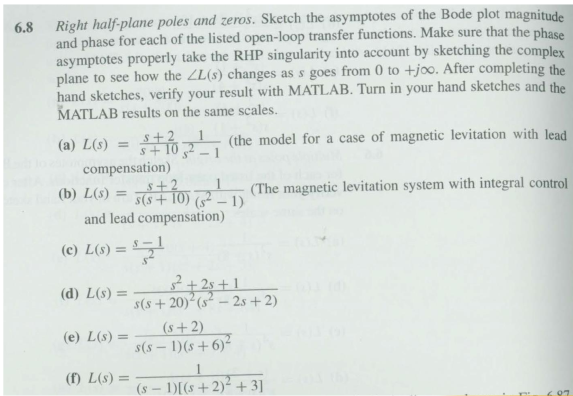 6.8 Right half-plane poles and zeros. Sketch the asymptotes of the Bode plot magnitude
and phase for each of the listed open-loop transfer functions. Make sure that the phase
asymptotes properly take the RHP singularity into account by sketching the complex
plane to see how the ∠L(s) changes as s goes from 0 to +j∞. After completing the
hand sketches, verify your result with MATLAB. Turn in your hand sketches and the
MATLAB results on the same scales.
(a) L(s) = \frac{s+2}{s+10} \frac{1}{s^2-1} (the model for a case of magnetic levitation with lead
compensation)
(b) L(s) = \frac{s+2}{s(s+10)} \frac{1}{(s^2-1)} (The magnetic levitation system with integral control
and lead compensation)
(c) L(s) = \frac{s-1}{s^2}
(d) L(s) = \frac{s^2+2s+1}{s(s+20)^2(s^2-2s+2)}
(e) L(s) = \frac{(s+2)}{s(s-1)(s+6)^2}
(f) L(s) = \frac{1}{(s-1)[(s+2)^2+3]}